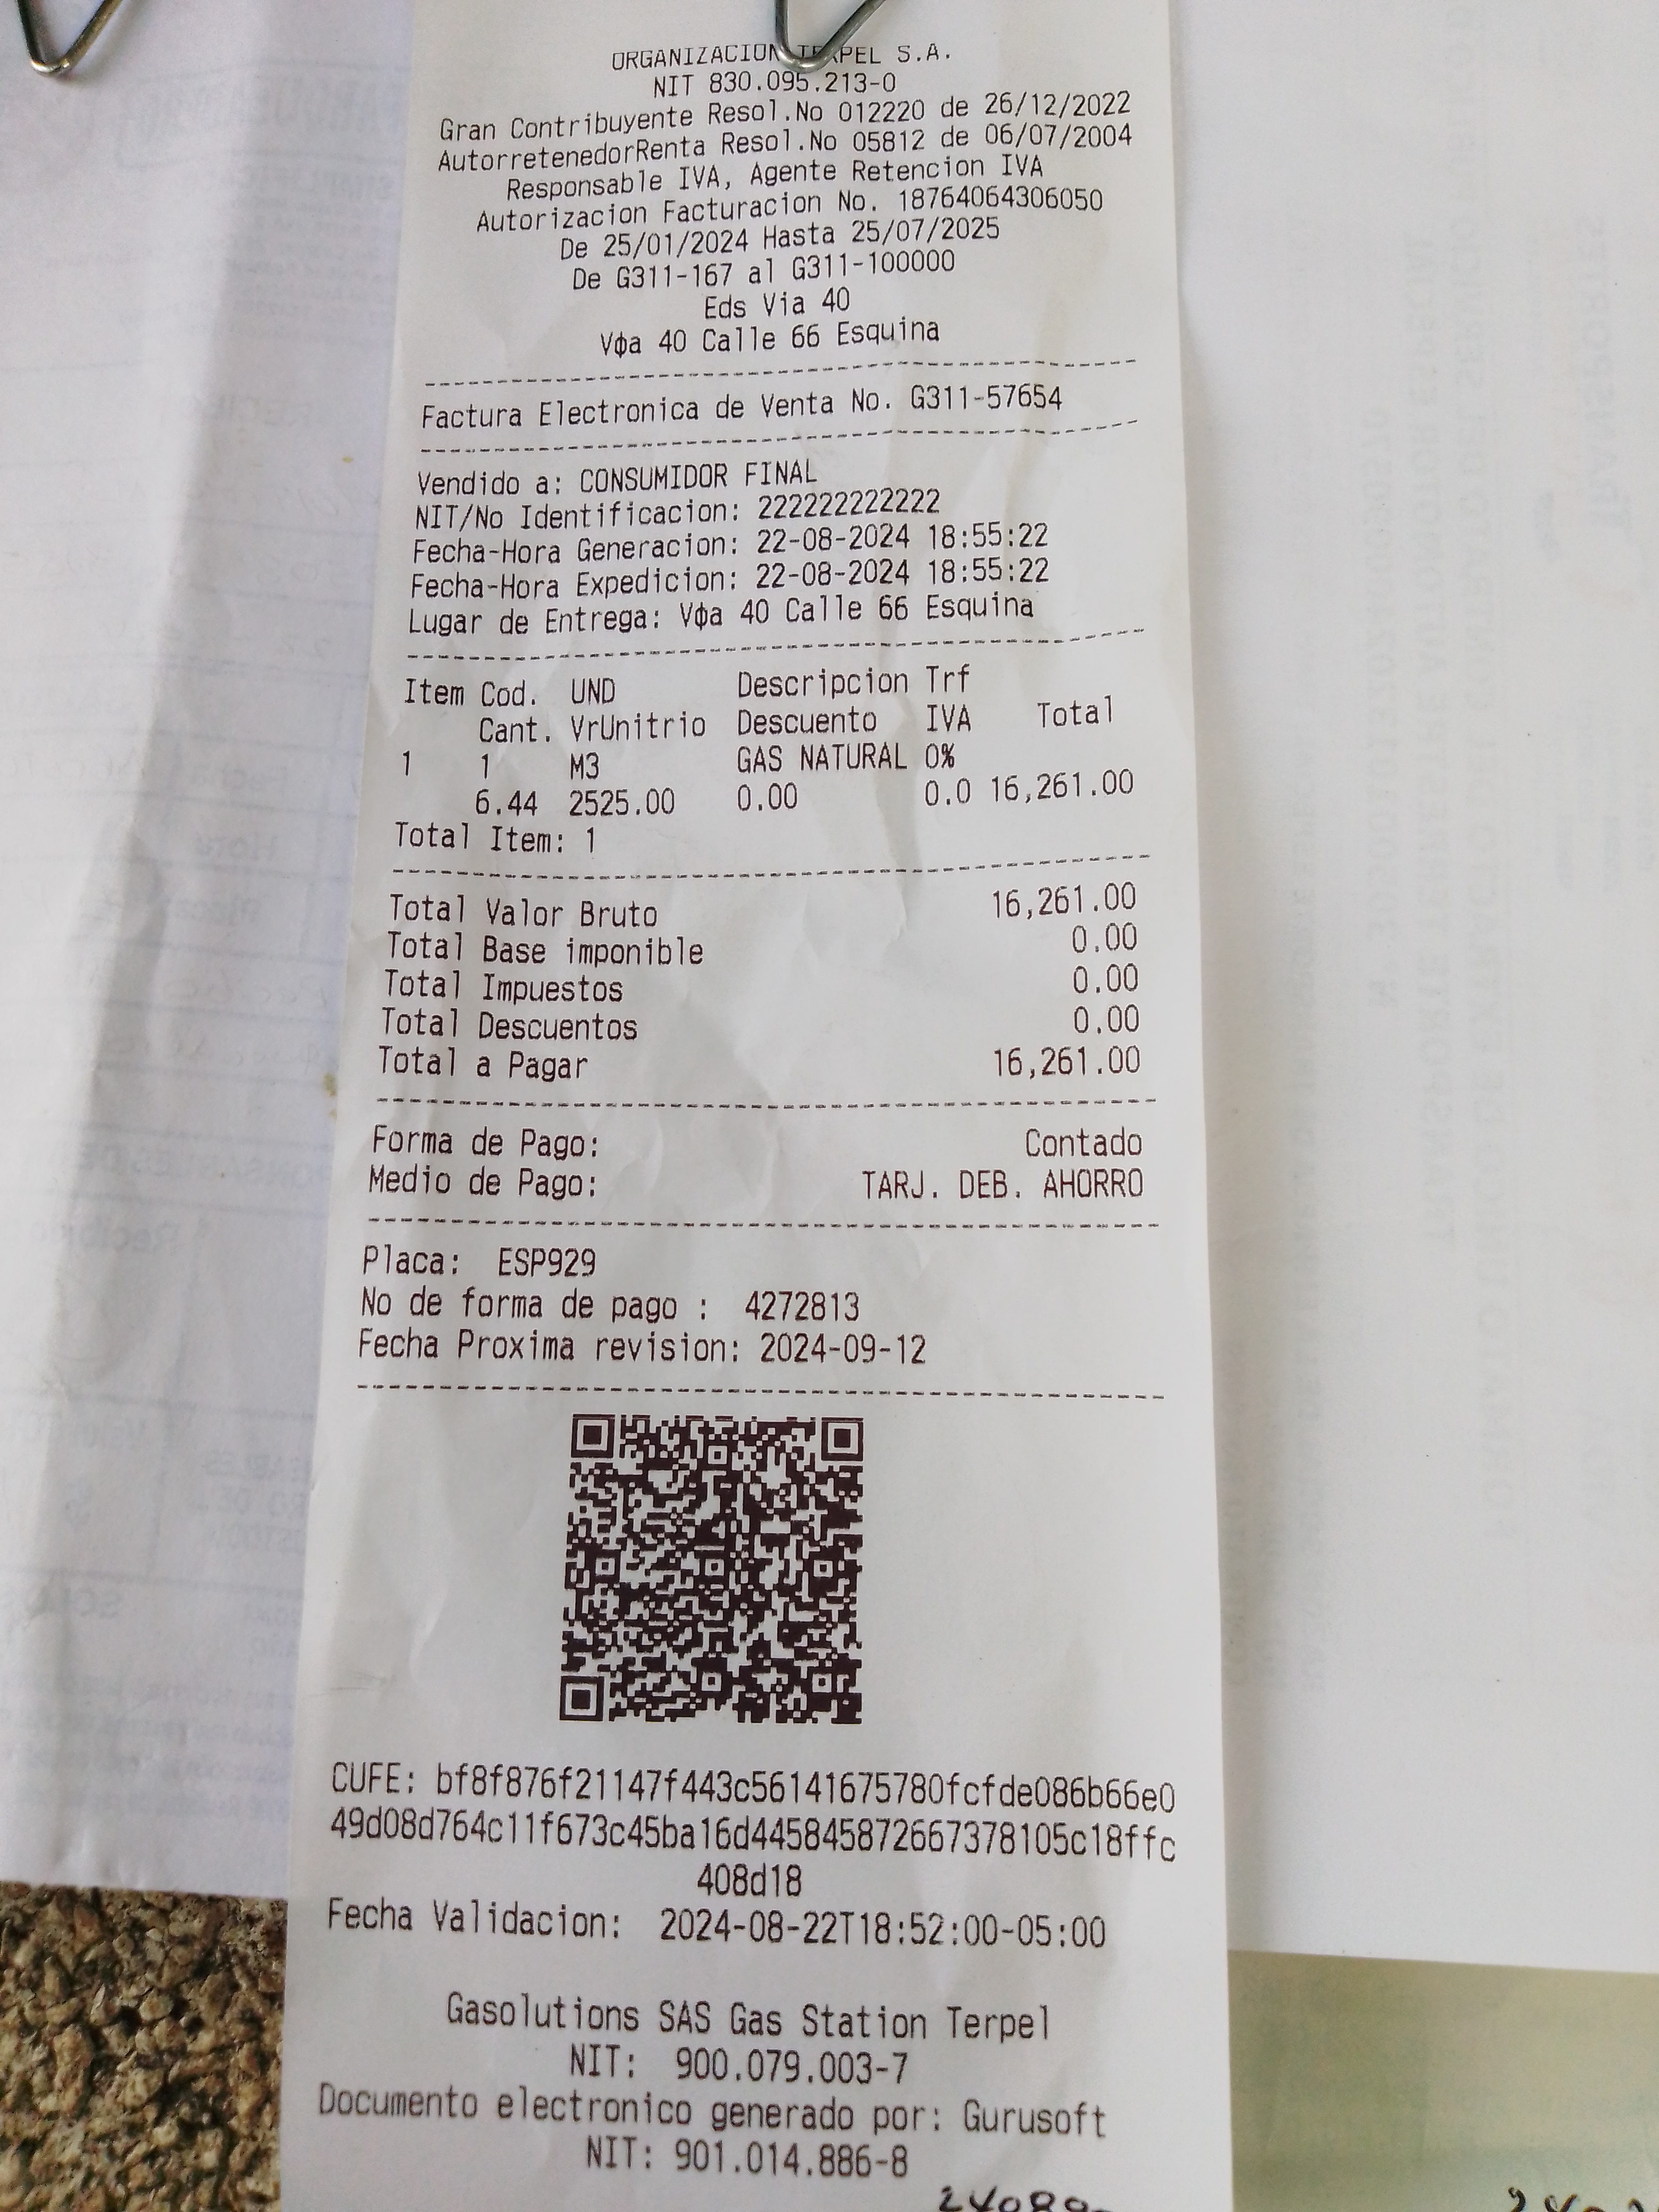 ORGANIZACION TERPEL S.A.
NIT 830.095.213-0
Gran Contribuyente Resol.No 012220 de 26/12/2022
AutorretenedorRenta Resol.No 05812 de 06/07/2004
Responsable IVA, Agente Retencion IVA
Autorizacion Facturacion No. 18764064306050
De 25/01/2024 Hasta 25/07/2025
De G311-167 al G311-100000
Eds Via 40
Vφa 40 Calle 66 Esquina
Factura Electronica de Venta No. G311-57654
Vendido a: CONSUMIDOR FINAL
NIT/No Identificacion: 222222222222
Fecha-Hora Generacion: 22-08-2024 18:55:22
Fecha-Hora Expedicion: 22-08-2024 18:55:22
Lugar de Entrega: Vφa 40 Calle 66 Esquina
Item Cod. UND Descripcion Trf
Cant. VrUnitrio Descuento IVA Total
1 1 M3 GAS NATURAL 0%
6.44 2525.00 0.00 0.0 16,261.00
Total Item: 1
Total Valor Bruto 16,261.00
Total Base imponible 0.00
Total Impuestos 0.00
Total Descuentos 0.00
Total a Pagar 16,261.00
Forma de Pago: Contado
Medio de Pago: TARJ. DEB. AHORRO
Placa: ESP929
No de forma de pago : 4272813
Fecha Proxima revision: 2024-09-12
CUFE: bf8f876f21147f443c56141675780fcfde086b66e0
49d08d764c11f673c45ba16d445845872667378105c18ffc
408d18
Fecha Validacion: 2024-08-22T18:52:00-05:00
Gasolutions SAS Gas Station Terpel
NIT: 900.079.003-7
Documento electronico generado por: Gurusoft
NIT: 901.014.886-8